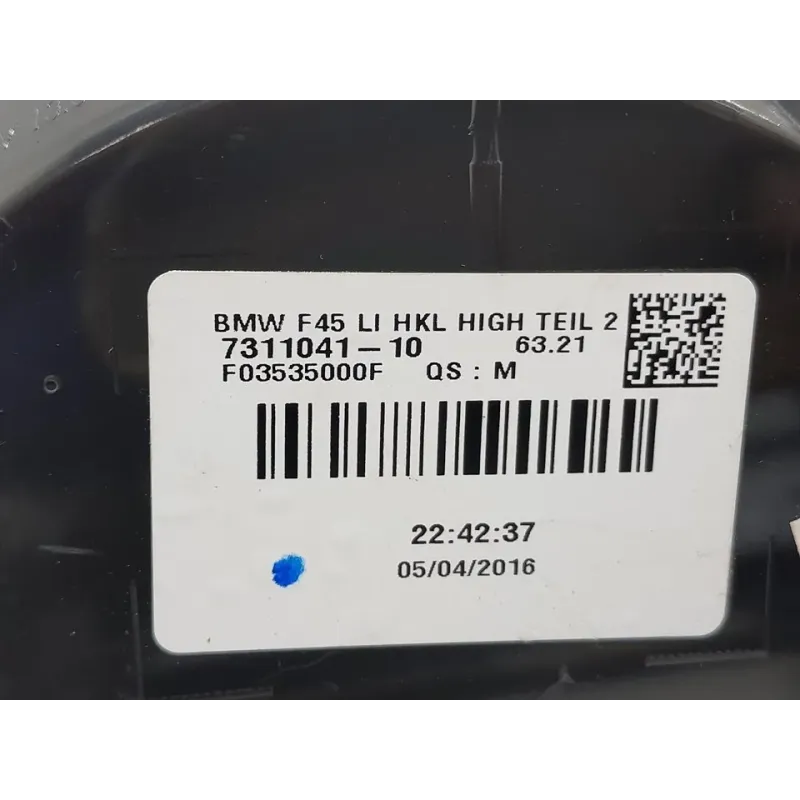 BMW F45 LI HKL HIGH TEIL 2
7311041-10 63.21
F03535000F QS : M
22:42:37
05/04/2016